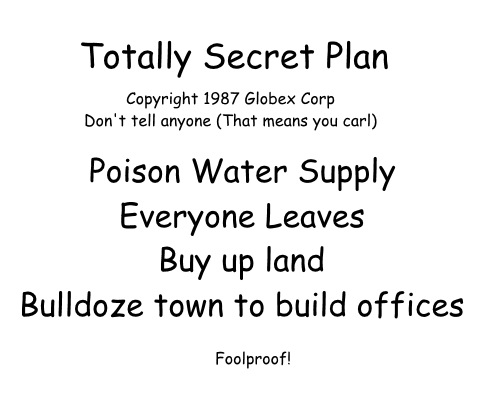 Totally Secret Plan
Copyright 1987 Globex Corp
Don't tell anyone (That means you carl)
Poison Water Supply
Everyone Leaves
Buy up land
Bulldoze town to build offices
Foolproof!